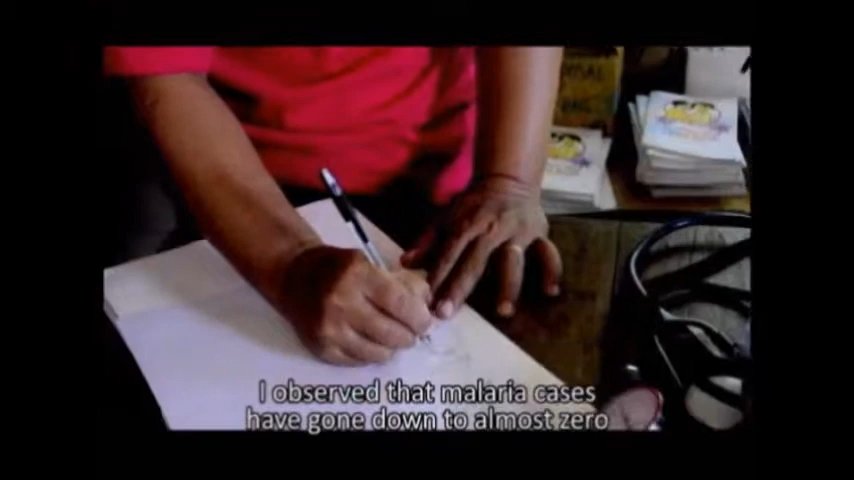 I observed that malaria cases
have gone down to almost zero